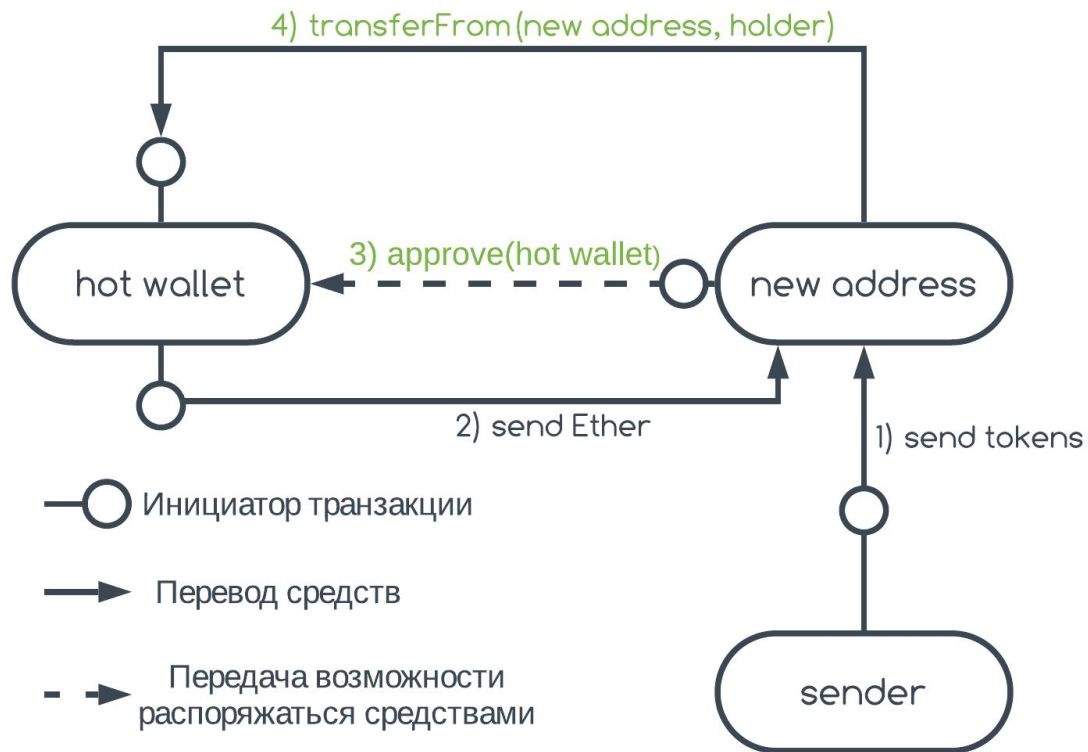 4) transferFrom(new address, holder)
hot wallet
3) approve(hot wallet)
new address
2) send Ether
1) send tokens
Инициатор транзакции
Перевод средств
Передача возможности
распоряжаться средствами
sender